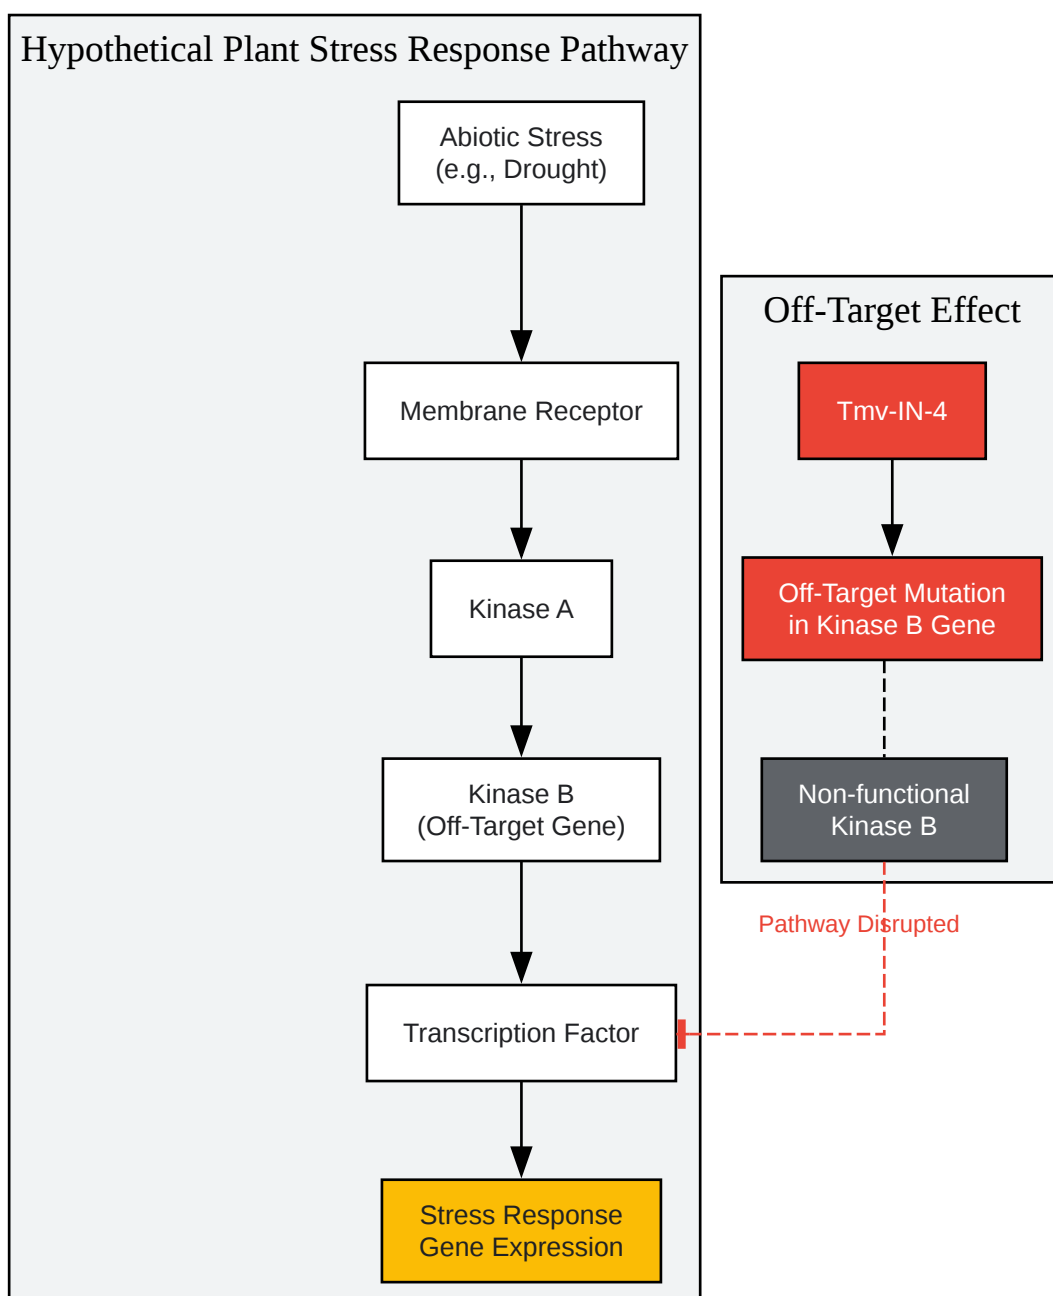 Hypothetical Plant Stress Response Pathway
Abiotic Stress
(e.g., Drought)
Membrane Receptor
Kinase A
Kinase B
(Off-Target Gene)
Transcription Factor
Stress Response
Gene Expression
Off-Target Effect
Tmv-IN-4
Off-Target Mutation
in Kinase B Gene
Non-functional
Kinase B
Pathway Disrupted